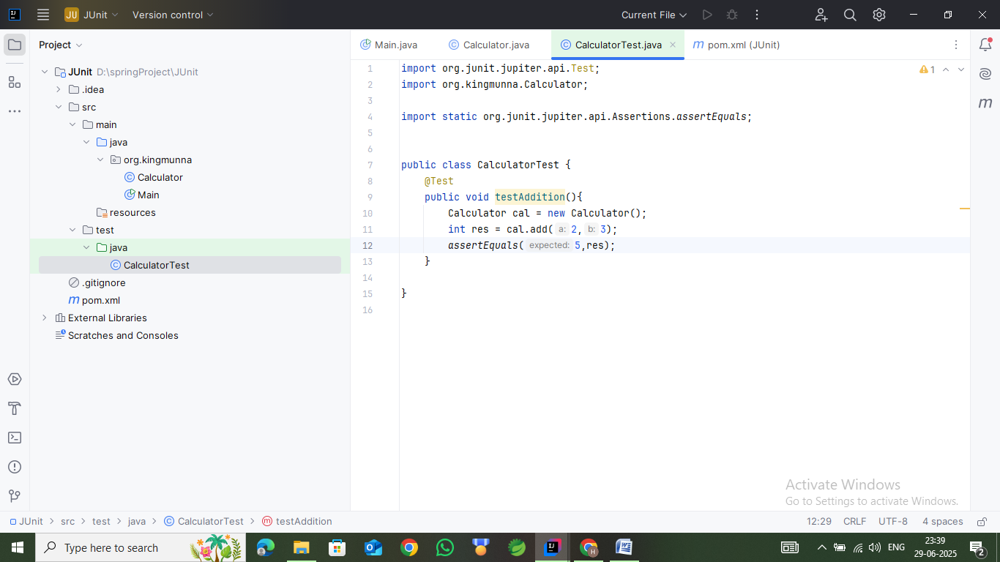 JU JUnit Version control Current File
Project
Main.java Calculator.java CalculatorTest.java pom.xml (JUnit)
JUnit D:\springProject\JUnit
.idea
src
main
java
org.kingmunna
Calculator
Main
resources
test
java
CalculatorTest
.gitignore
pom.xml
External Libraries
Scratches and Consoles
1 import org.junit.jupiter.api.Test;
2 import org.kingmunna.Calculator;
3
4 import static org.junit.jupiter.api.Assertions.assertEquals;
5
6
7 public class CalculatorTest {
8 @Test
9 public void testAddition(){
10 Calculator cal = new Calculator();
11 int res = cal.add( a: 2, b: 3);
12 assertEquals( expected: 5,res);
13 }
14
15 }
16
1
m
Activate Windows
Go to Settings to activate Windows.
JUnit > src > test > java > CalculatorTest > testAddition 12:29 CRLF UTF-8 4 spaces
Type here to search
ENG
23:39
29-06-2025
2